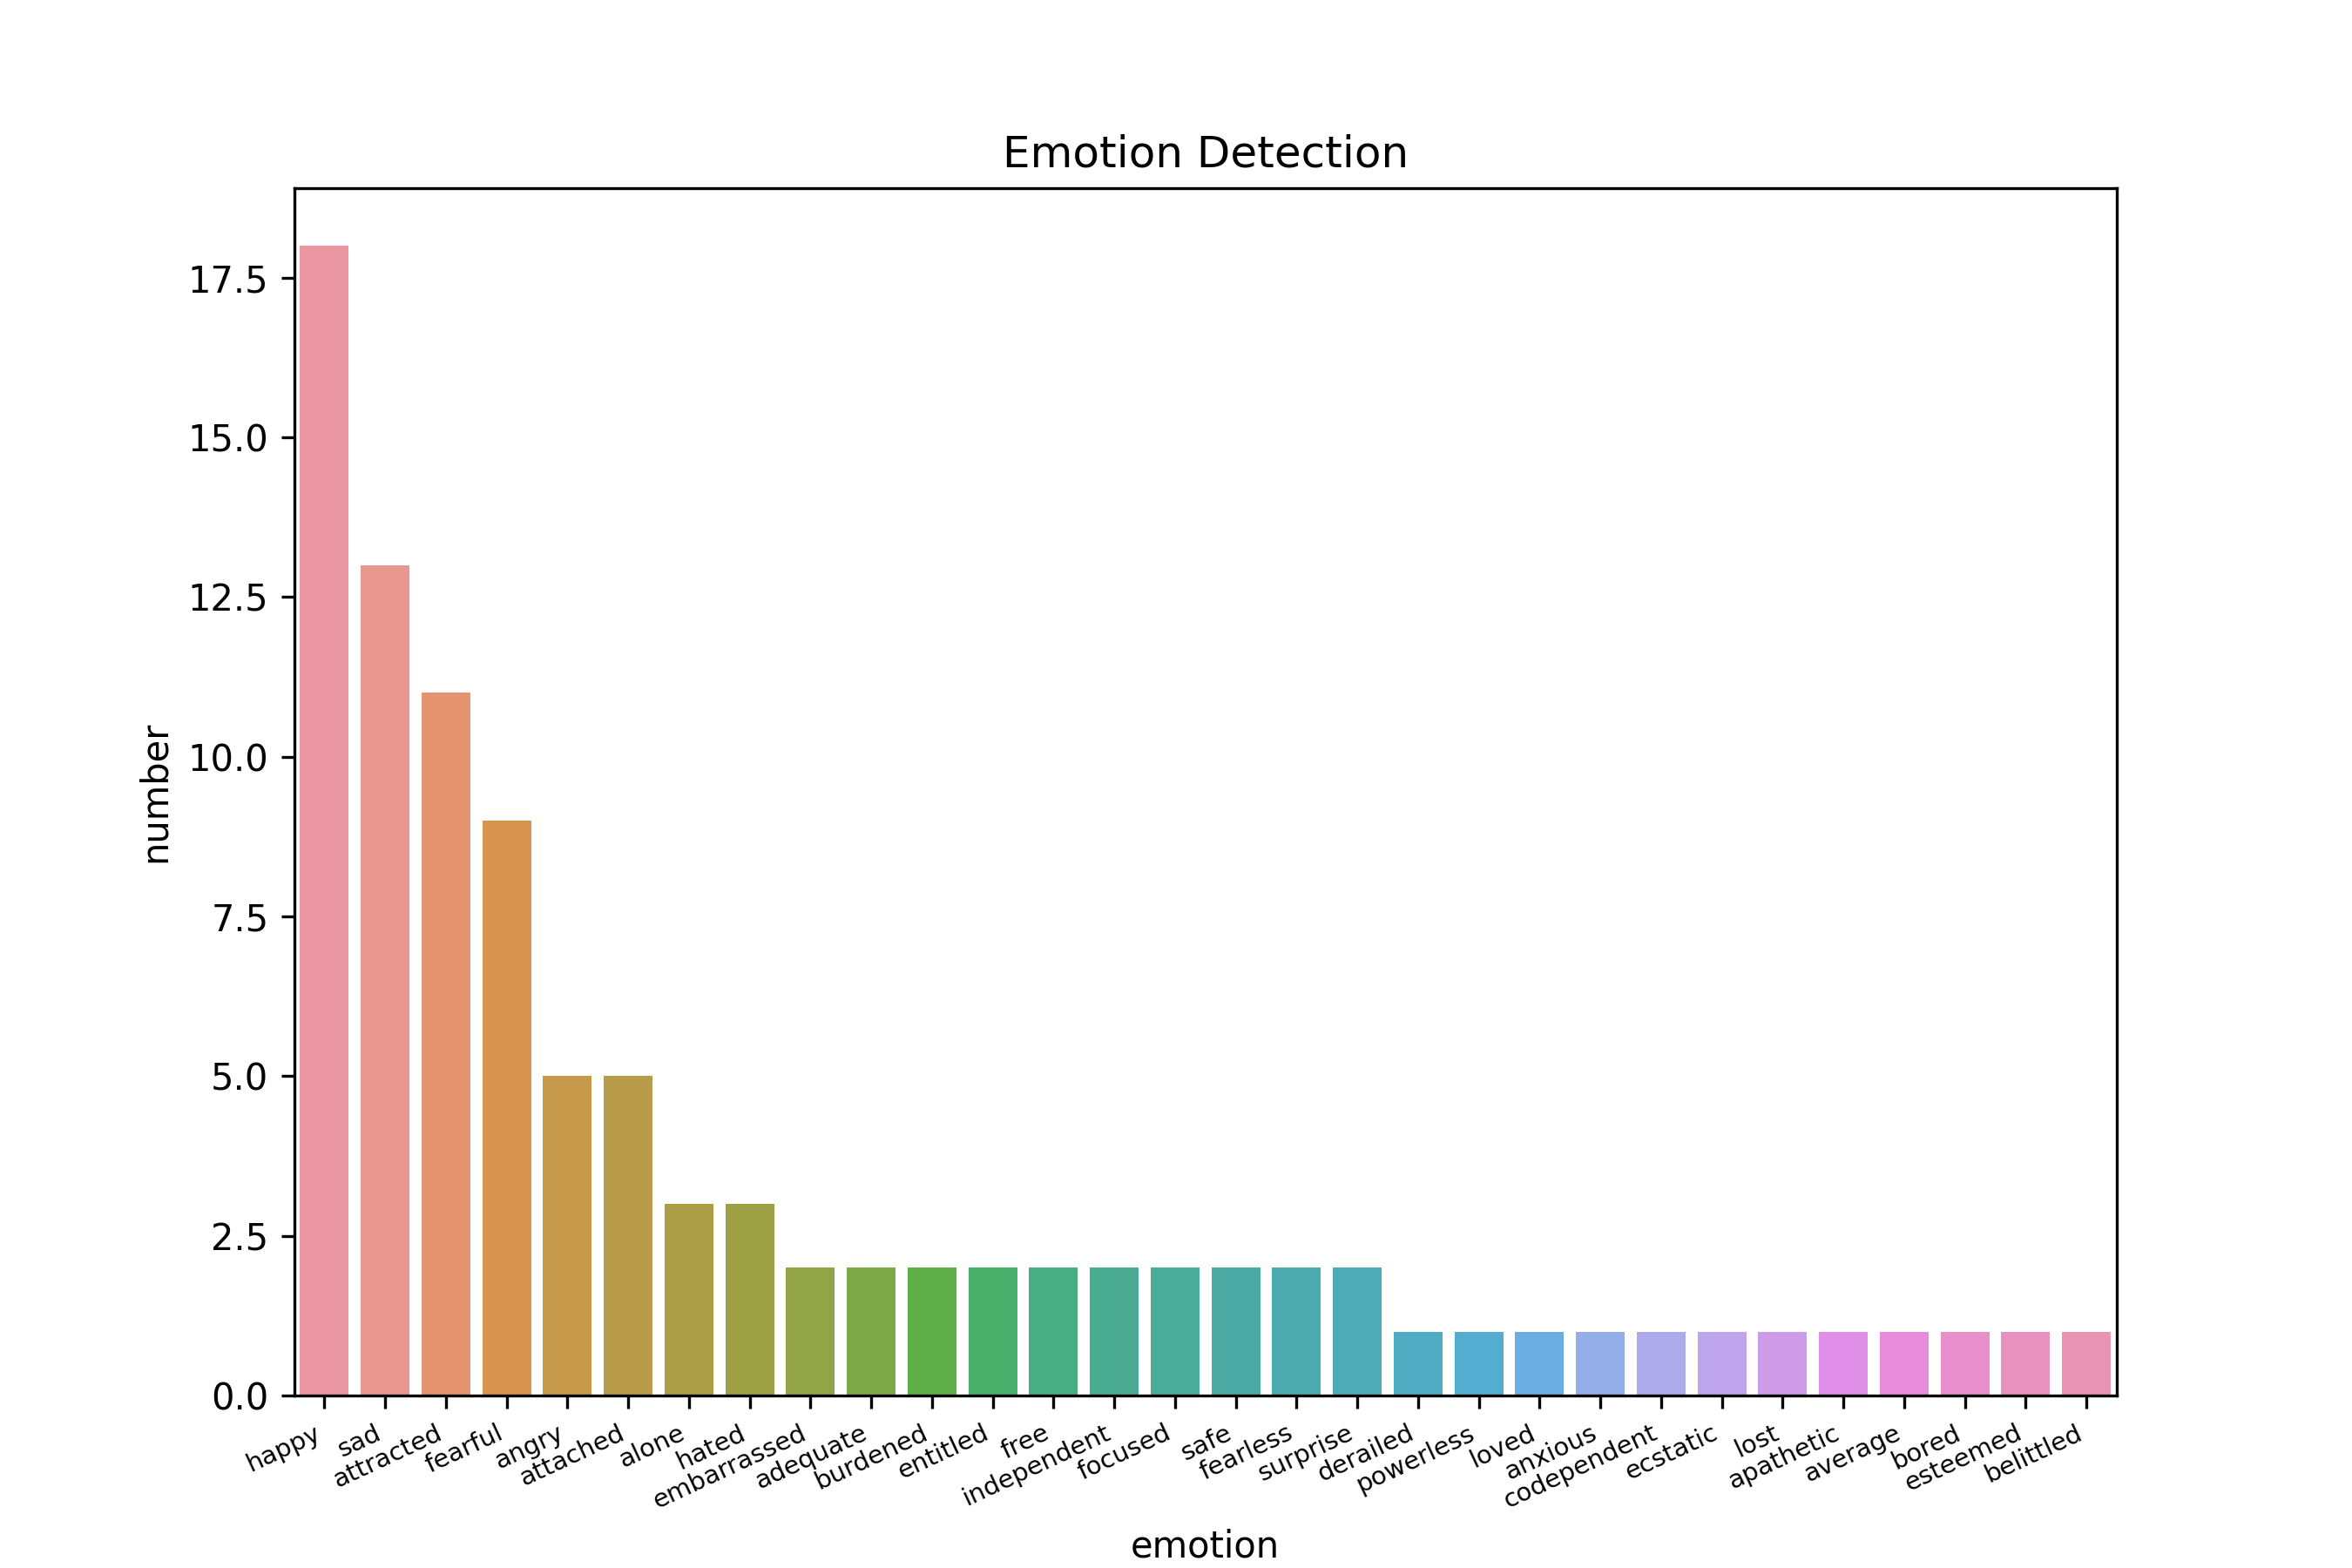 Emotion Detection
number
17.5
15.0
12.5
10.0
7.5
5.0
2.5
0.0
happy
sad
attracted
fearful
angry
attached
alone
hated
embarrassed
adequate
burdened
entitled
free
independent
focused
safe
fearless
surprise
derailed
powerless
loved
anxious
codependent
ecstatic
lost
apathetic
average
bored
esteemed
belittled
emotion